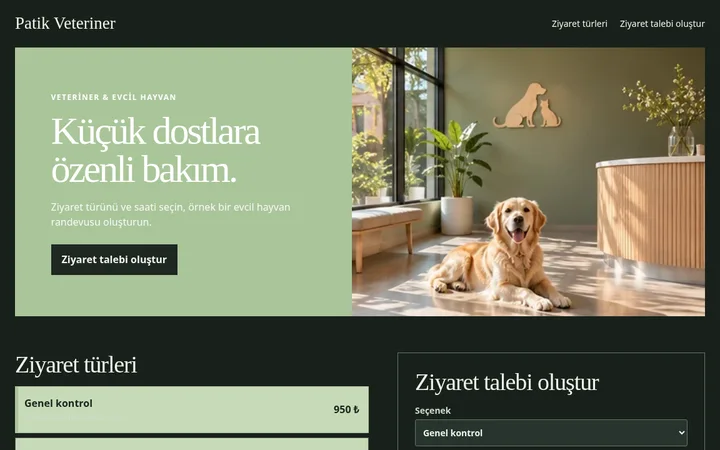 Patik Veteriner
Ziyaret türleri
Ziyaret talebi oluştur
VETERİNER & EVCİL HAYVAN
Küçük dostlara
özenli bakım.
Ziyaret türünü ve saati seçin, örnek bir evcil hayvan
randevusu oluşturun.
Ziyaret talebi oluştur
Ziyaret türleri
Genel kontrol
950 ₺
Ziyaret talebi oluştur
Seçenek
Genel kontrol